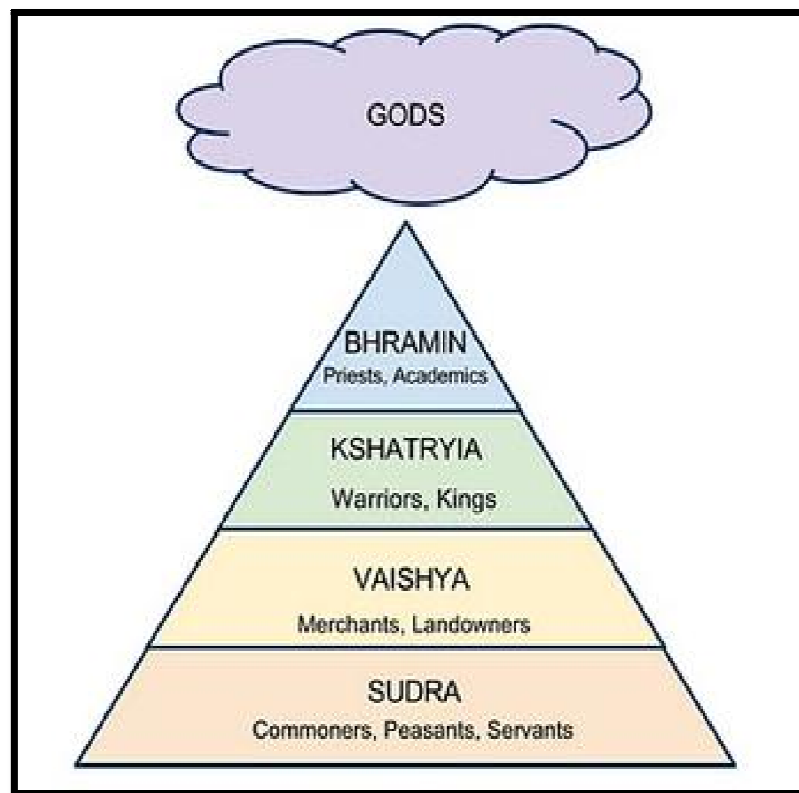 GODS
BHRAMIN
Priests, Academics
KSHATRYIA
Warriors, Kings
VAISHYA
Merchants, Landowners
SUDRA
Commoners, Peasants, Servants